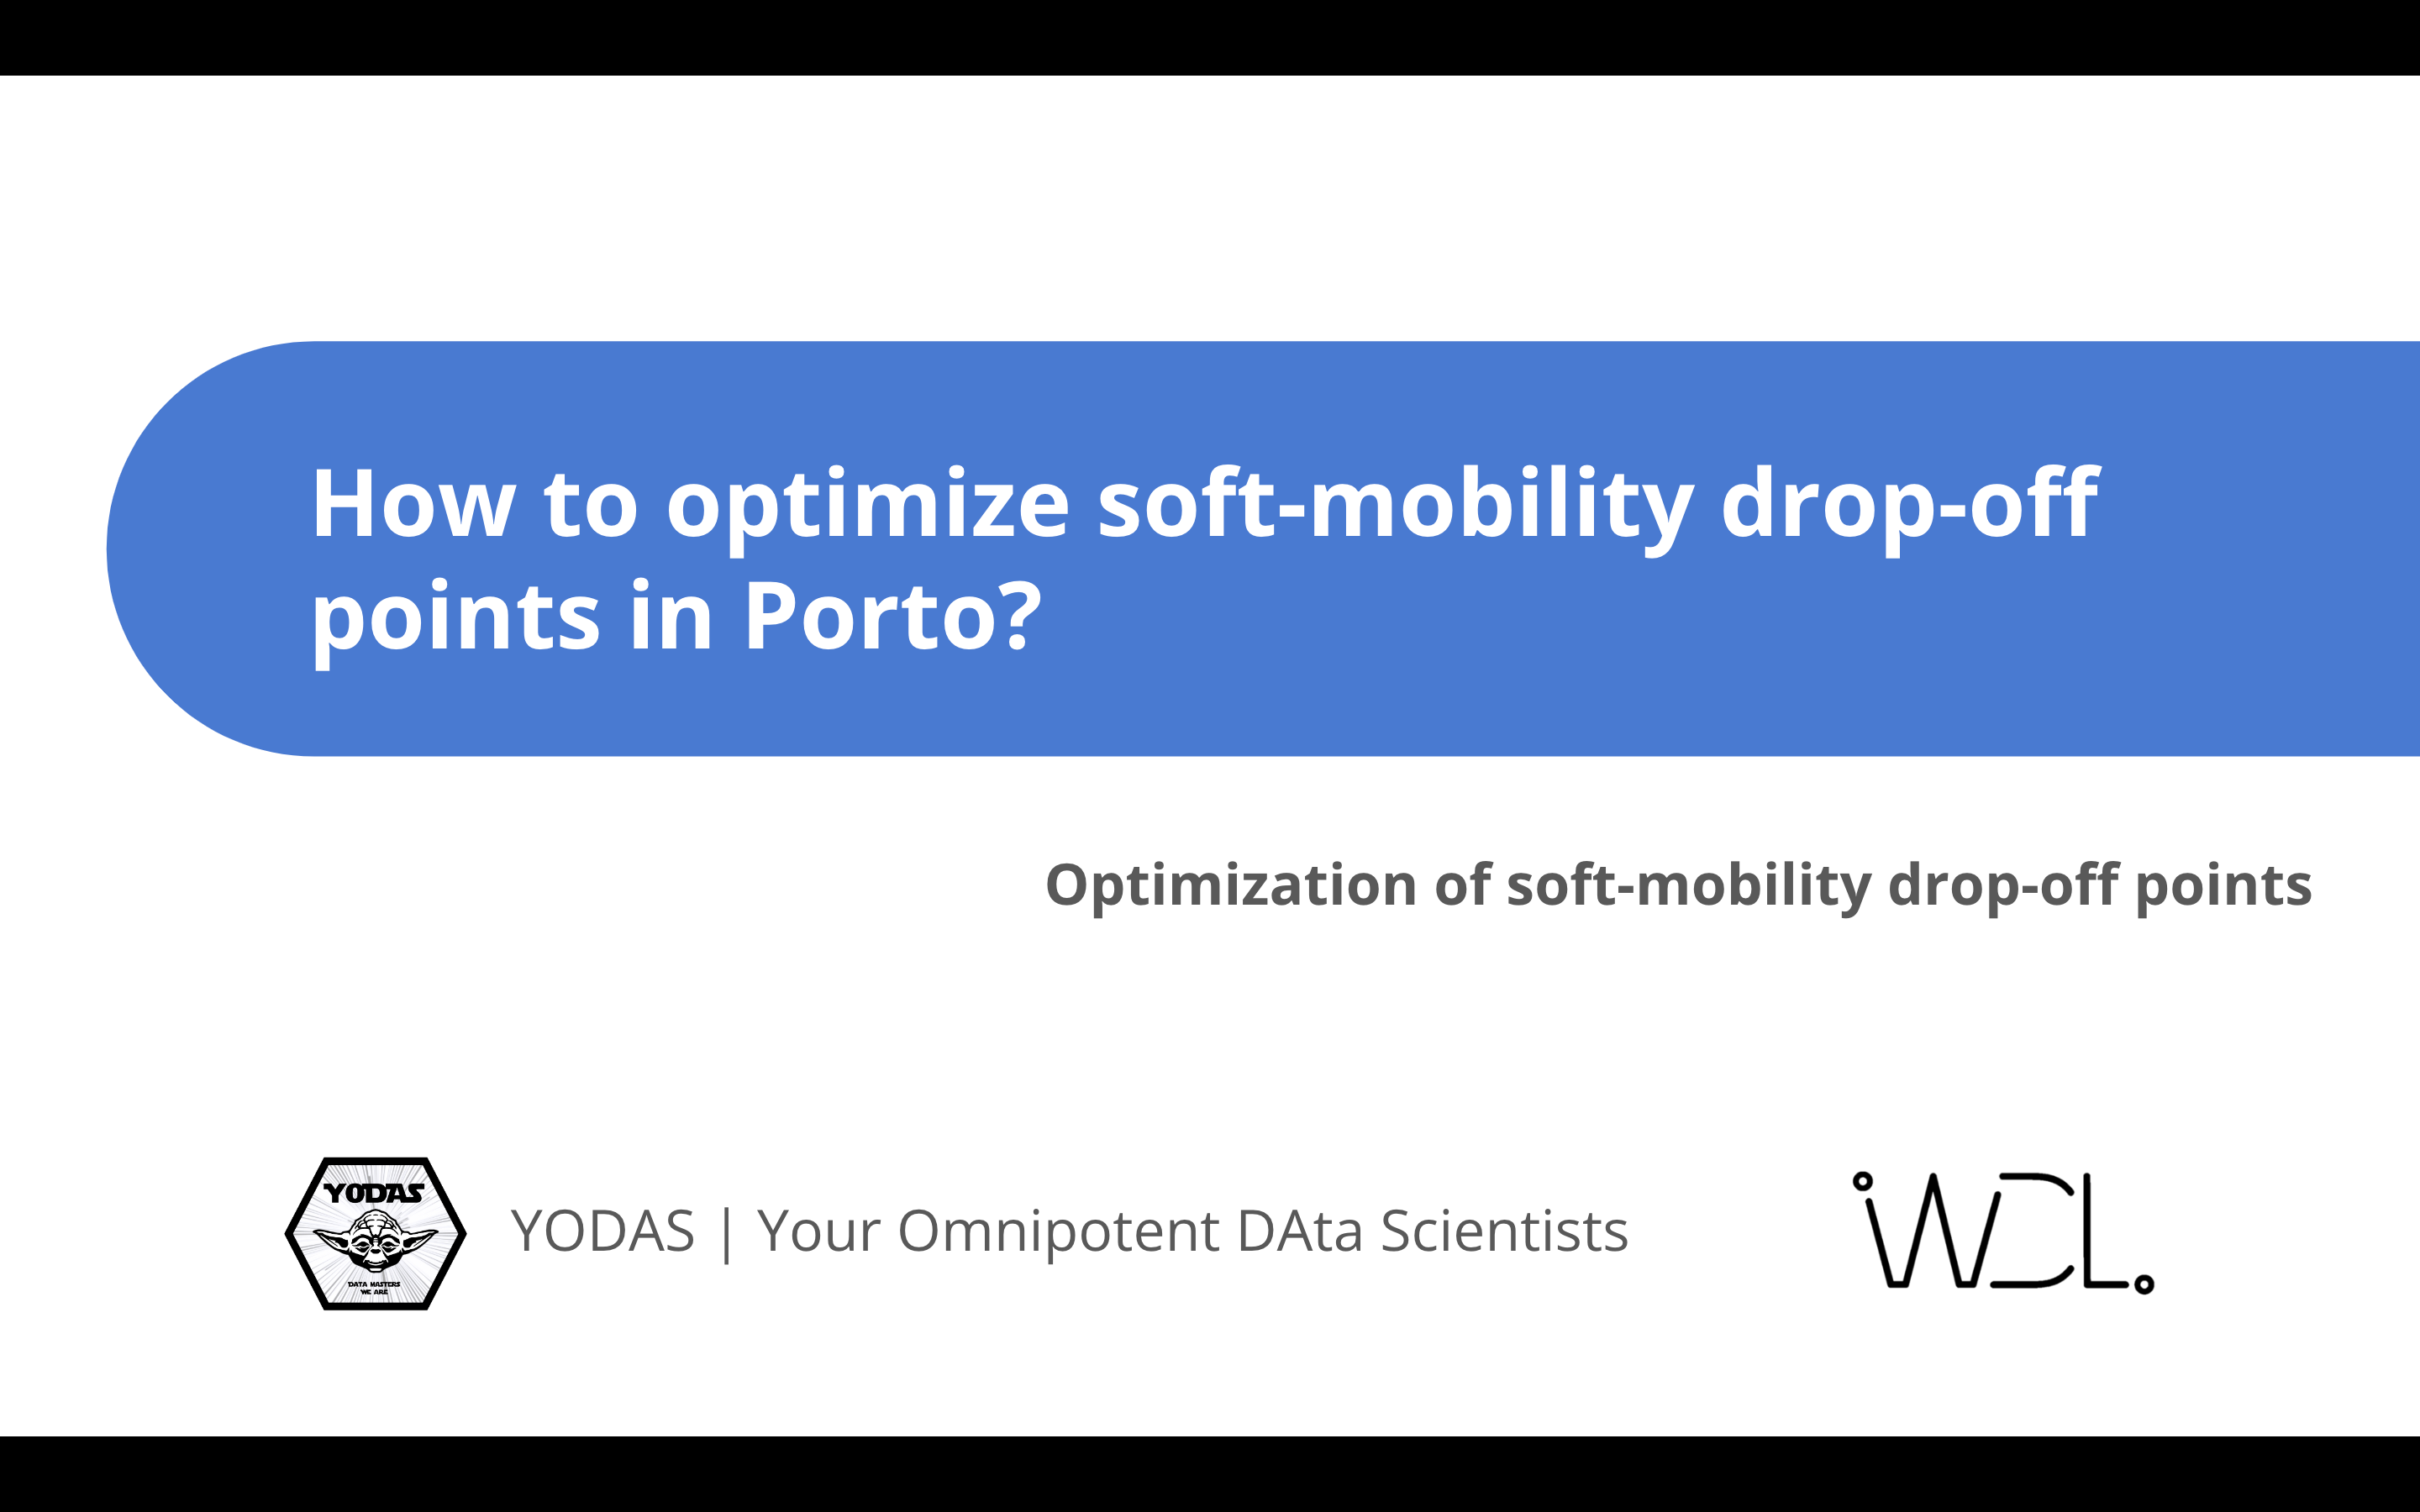 How to optimize soft-mobility drop-off
points in Porto?
Optimization of soft-mobility drop-off points
YODAS
DATA MASTERS
WE ARE
YODAS | Your Omnipotent DAta Scientists
WDL.